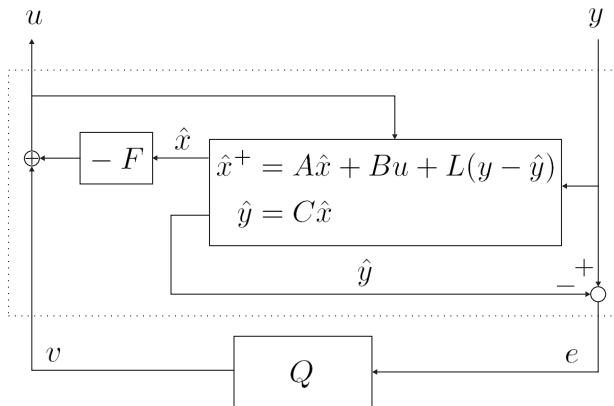 u
y
x̂
− F
x̂⁺ = Ax̂ + Bu + L(y − ŷ)
ŷ = Cx̂
ŷ
+
−
v
Q
e